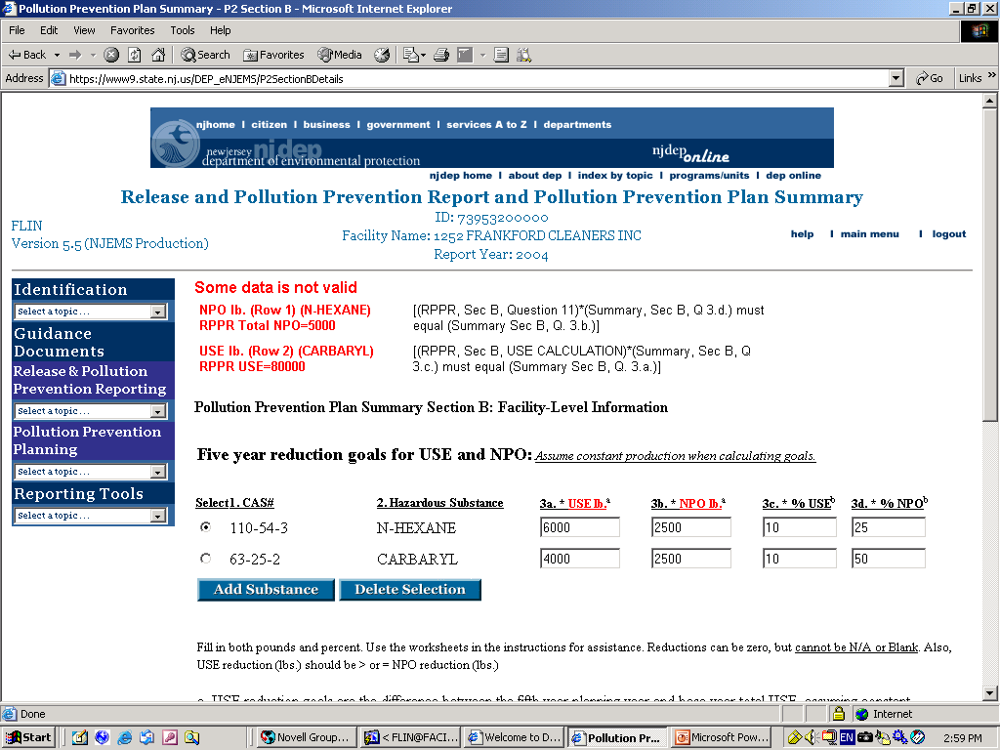 Pollution Prevention Plan Summary - P2 Section B - Microsoft Internet Explorer
File Edit View Favorites Tools Help
Back Search Favorites Media
Address https://www9.state.nj.us/DEP_eNJEMS/P2SectionBDetails Go Links »
njhome | citizen | business | government | services A to Z | departments
newjersey njdep
department of environmental protection
njdep online
njdep home | about dep | index by topic | programs/units | dep online
Release and Pollution Prevention Report and Pollution Prevention Plan Summary
ID: 73953200000
FLIN
Facility Name: 1252 FRANKFORD CLEANERS INC
help | main menu | logout
Version 5.5 (NJEMS Production)
Report Year: 2004
Identification
Select a topic...
Guidance
Documents
Release & Pollution
Prevention Reporting
Select a topic...
Pollution Prevention
Planning
Select a topic...
Reporting Tools
Select a topic...
Some data is not valid
NPO lb. (Row 1) (N-HEXANE) [(RPPR, Sec B, Question 11)*(Summary, Sec B, Q 3.d.) must
RPPR Total NPO=5000 equal (Summary Sec B, Q. 3.b.)]
USE lb. (Row 2) (CARBARYL) [(RPPR, Sec B, USE CALCULATION)*(Summary, Sec B, Q
RPPR USE=80000 3.c.) must equal (Summary Sec B, Q. 3.a.)]
Pollution Prevention Plan Summary Section B: Facility-Level Information
Five year reduction goals for USE and NPO: Assume constant production when calculating goals.
Select 1. CAS# 2. Hazardous Substance 3a. * USE lb.a 3b. * NPO lb.a 3c. * % USEb 3d. * % NPOb
110-54-3 N-HEXANE 6000 2500 10 25
63-25-2 CARBARYL 4000 2500 10 50
Add Substance Delete Selection
Fill in both pounds and percent. Use the worksheets in the instructions for assistance. Reductions can be zero, but cannot be N/A or Blank. Also,
USE reduction (lbs.) should be > or = NPO reduction (lbs.)
a. USE reduction goals are the difference between the fifth year planning year and base year total USE, assuming constant
Done Internet
Start Novell Group... < FLIN@FACI... Welcome to D... Pollution Pr... Microsoft Pow... EN 2:59 PM